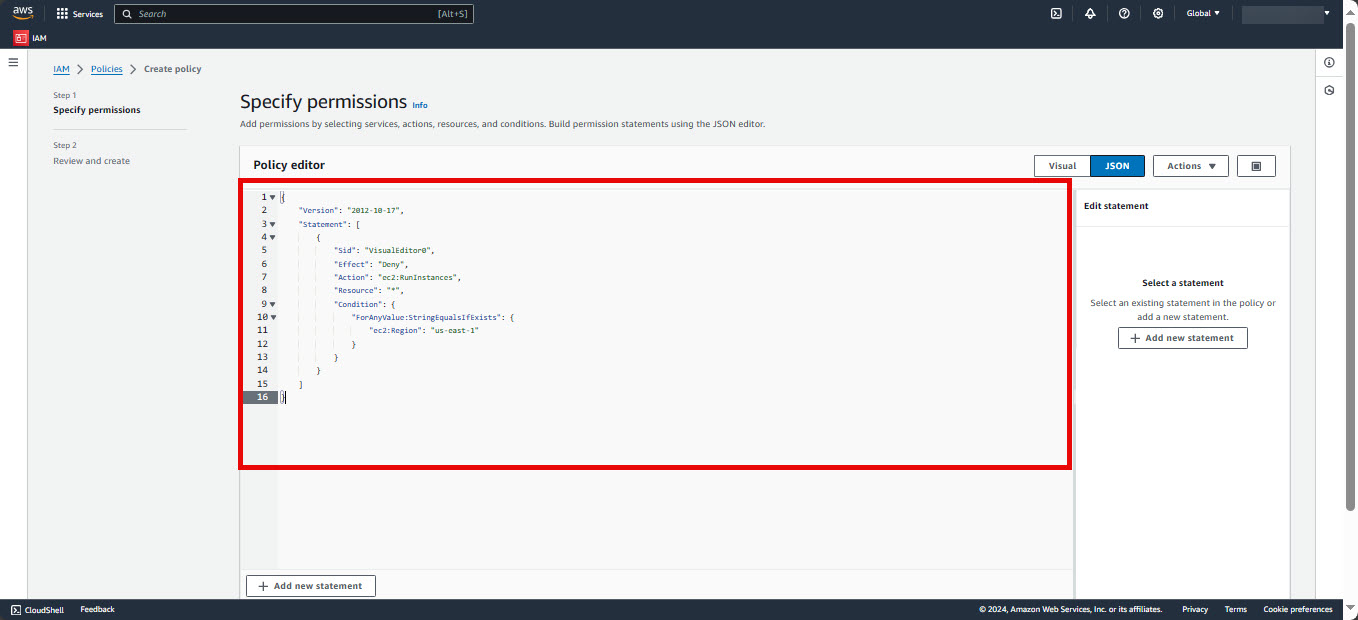 aws Services Search [Alt+S] Global
IAM
IAM Policies Create policy
Step 1
Specify permissions
Step 2
Review and create
Specify permissions Info
Add permissions by selecting services, actions, resources, and conditions. Build permission statements using the JSON editor.
Policy editor
Visual JSON Actions
1 {
2 "Version": "2012-10-17",
3 "Statement": [
4 {
5 "Sid": "VisualEditor0",
6 "Effect": "Deny",
7 "Action": "ec2:RunInstances",
8 "Resource": "*",
9 "Condition": {
10 "ForAnyValue:StringEqualsIfExists": {
11 "ec2:Region": "us-east-1"
12 }
13 }
14 }
15 ]
16 }
+ Add new statement
Edit statement
Select a statement
Select an existing statement in the policy or
add a new statement.
+ Add new statement
CloudShell Feedback © 2024, Amazon Web Services, Inc. or its affiliates. Privacy Terms Cookie preferences